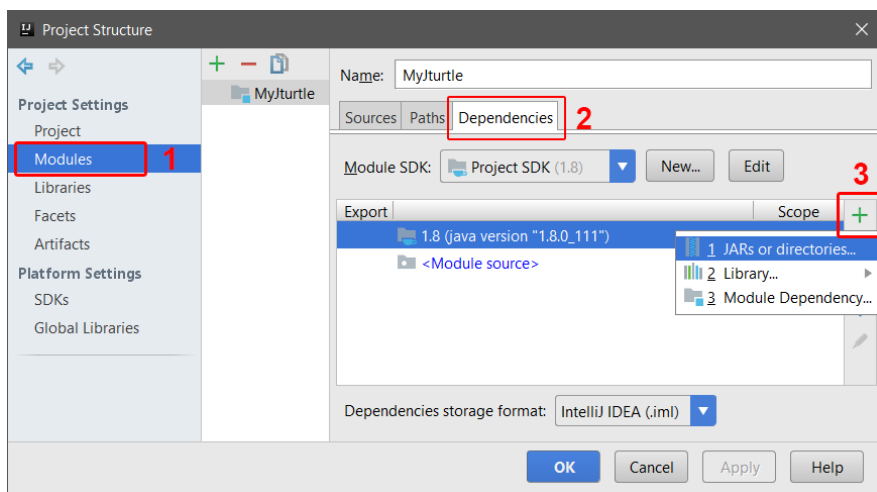 IJ Project Structure
Name: MyJturtle
MyJturtle
Project Settings
Project
Modules 1
Libraries
Facets
Artifacts
Platform Settings
SDKs
Global Libraries
Sources Paths Dependencies 2
Module SDK: Project SDK (1.8) New... Edit
3
Export Scope
1.8 (java version "1.8.0_111")
<Module source>
1 JARs or directories...
2 Library...
3 Module Dependency...
Dependencies storage format: IntelliJ IDEA (.iml)
OK Cancel Apply Help